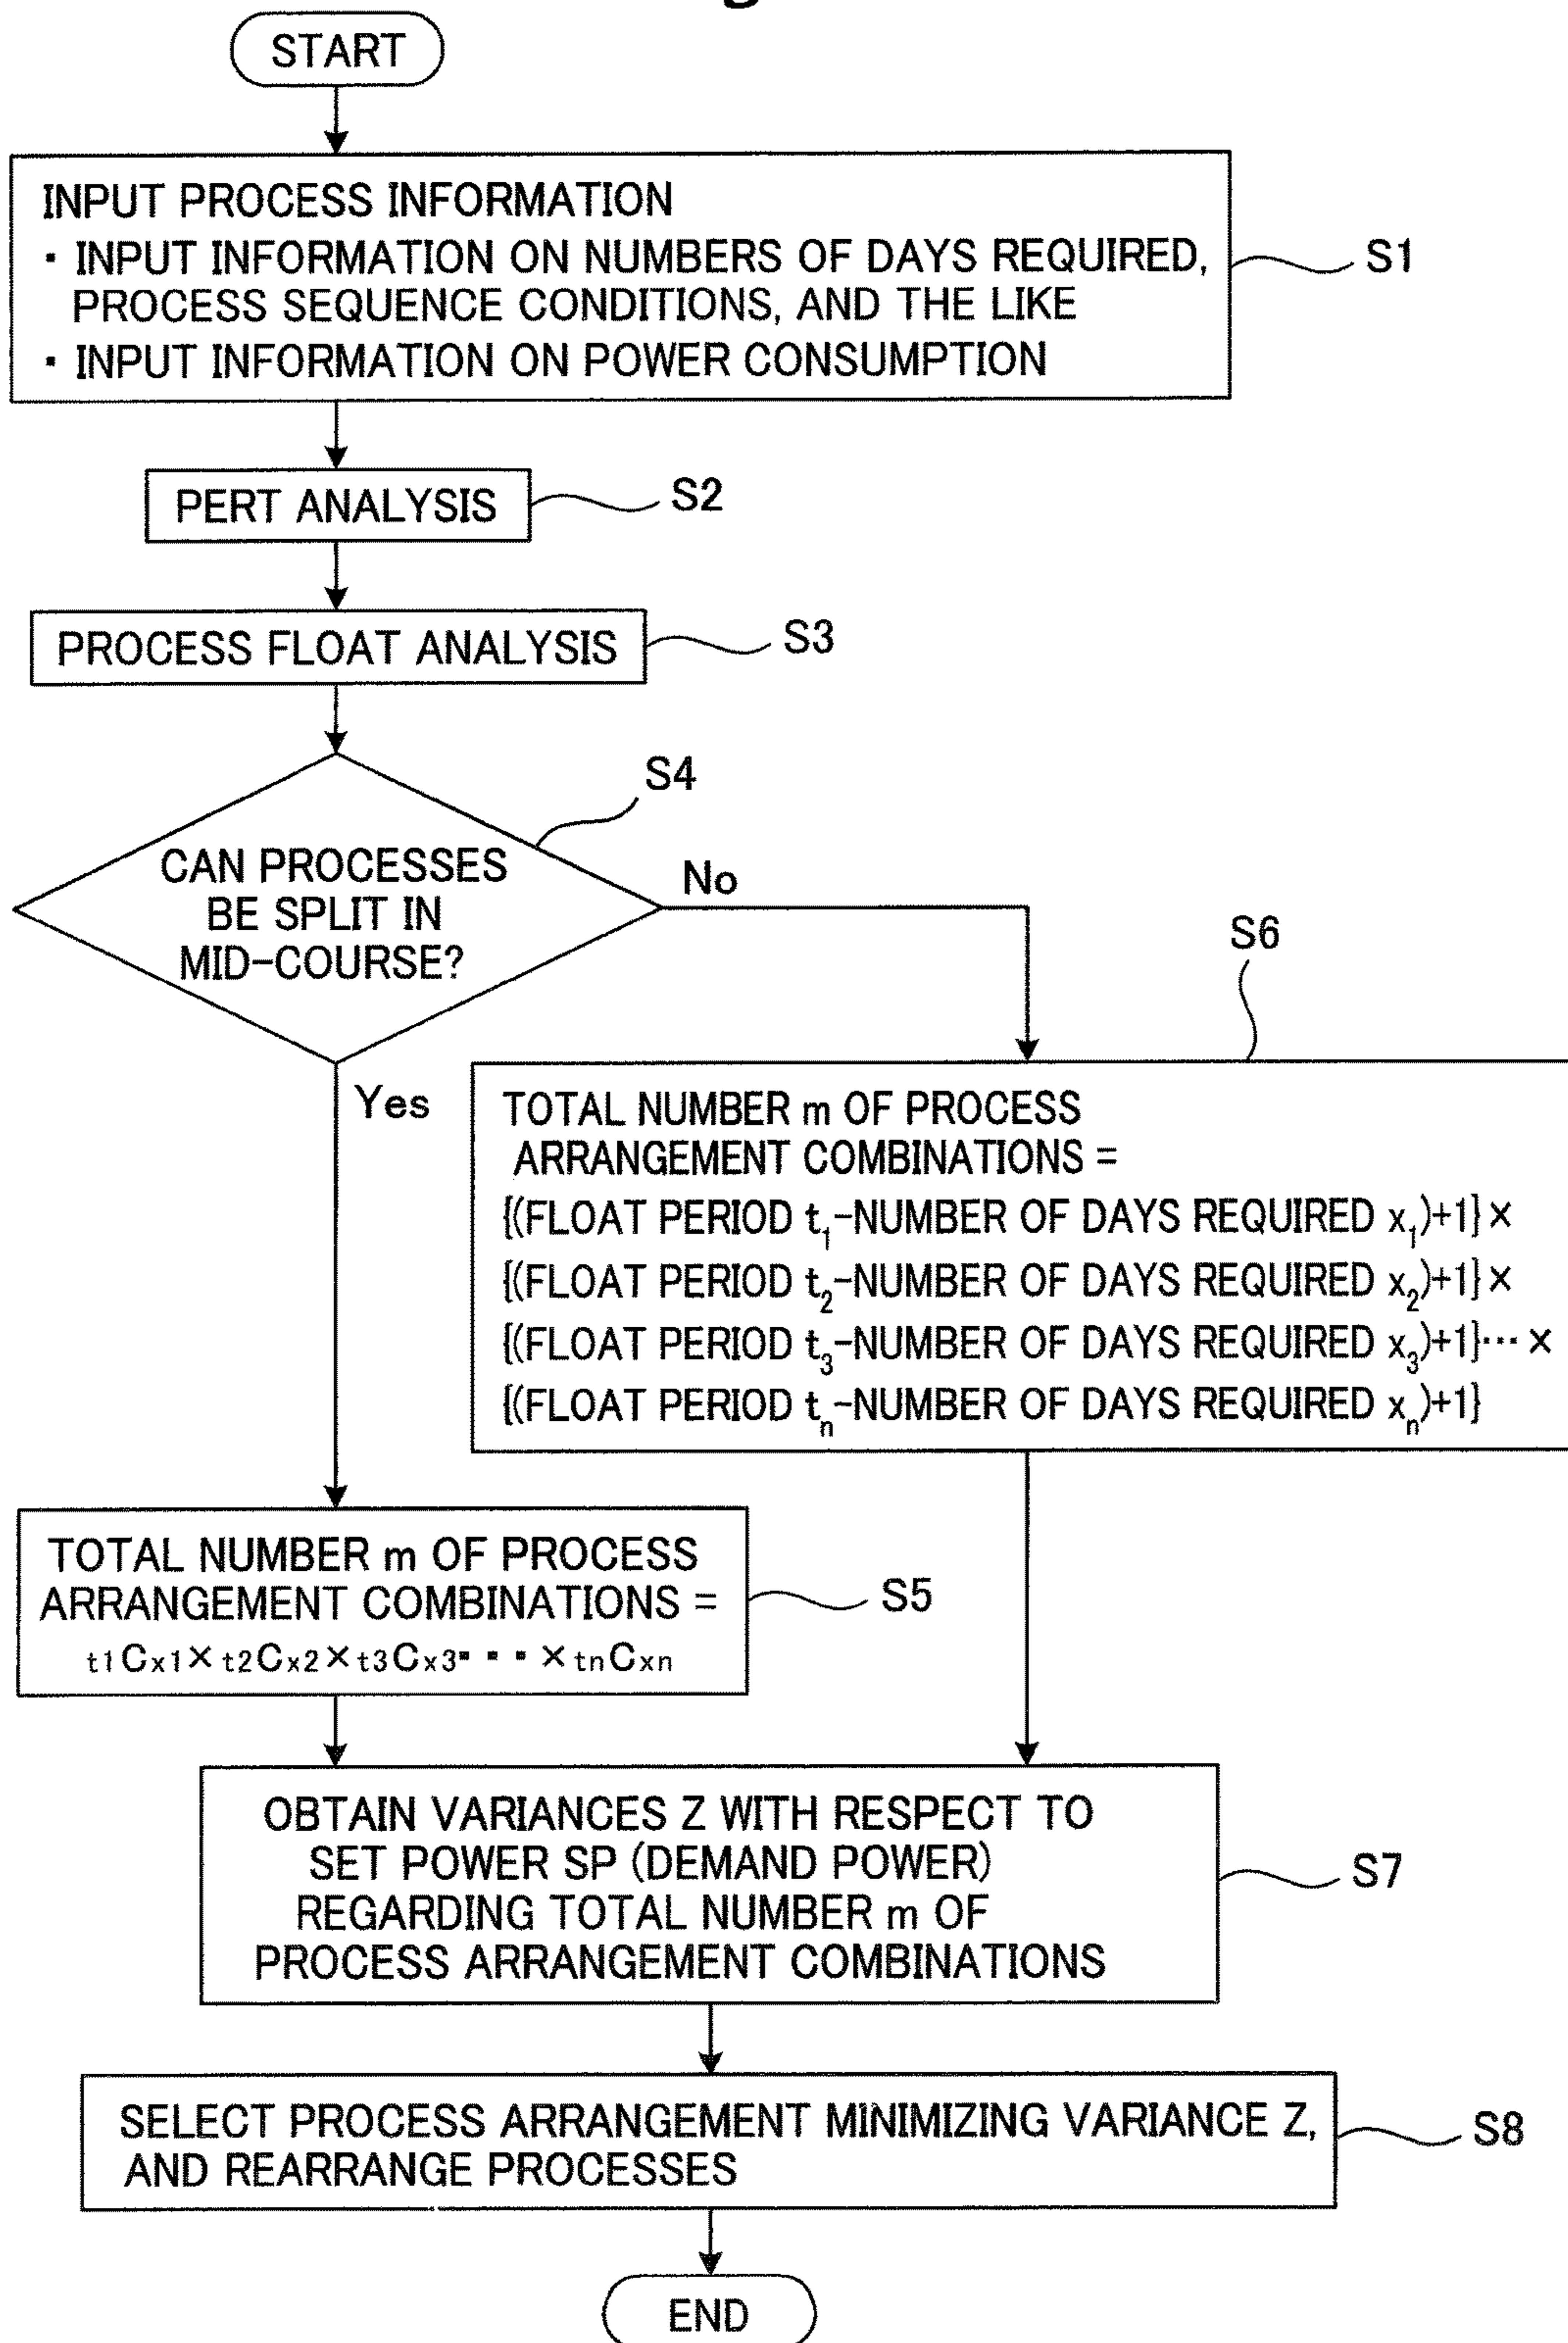 START
INPUT PROCESS INFORMATION
・ INPUT INFORMATION ON NUMBERS OF DAYS REQUIRED,
PROCESS SEQUENCE CONDITIONS, AND THE LIKE
・ INPUT INFORMATION ON POWER CONSUMPTION
S1
PERT ANALYSIS
S2
PROCESS FLOAT ANALYSIS
S3
CAN PROCESSES
BE SPLIT IN
MID-COURSE?
S4
No
Yes
S6
TOTAL NUMBER m OF PROCESS
ARRANGEMENT COMBINATIONS =
{(FLOAT PERIOD t₁-NUMBER OF DAYS REQUIRED x₁)+1}×
{(FLOAT PERIOD t₂-NUMBER OF DAYS REQUIRED x₂)+1}×
{(FLOAT PERIOD t₃-NUMBER OF DAYS REQUIRED x₃)+1}⋯ ×
{(FLOAT PERIOD tₙ-NUMBER OF DAYS REQUIRED xₙ)+1}
TOTAL NUMBER m OF PROCESS
ARRANGEMENT COMBINATIONS =
t1Cx1×t2Cx2×t3Cx3・・・×tnCxn
S5
OBTAIN VARIANCES Z WITH RESPECT TO
SET POWER SP (DEMAND POWER)
REGARDING TOTAL NUMBER m OF
PROCESS ARRANGEMENT COMBINATIONS
S7
SELECT PROCESS ARRANGEMENT MINIMIZING VARIANCE Z,
AND REARRANGE PROCESSES
S8
END